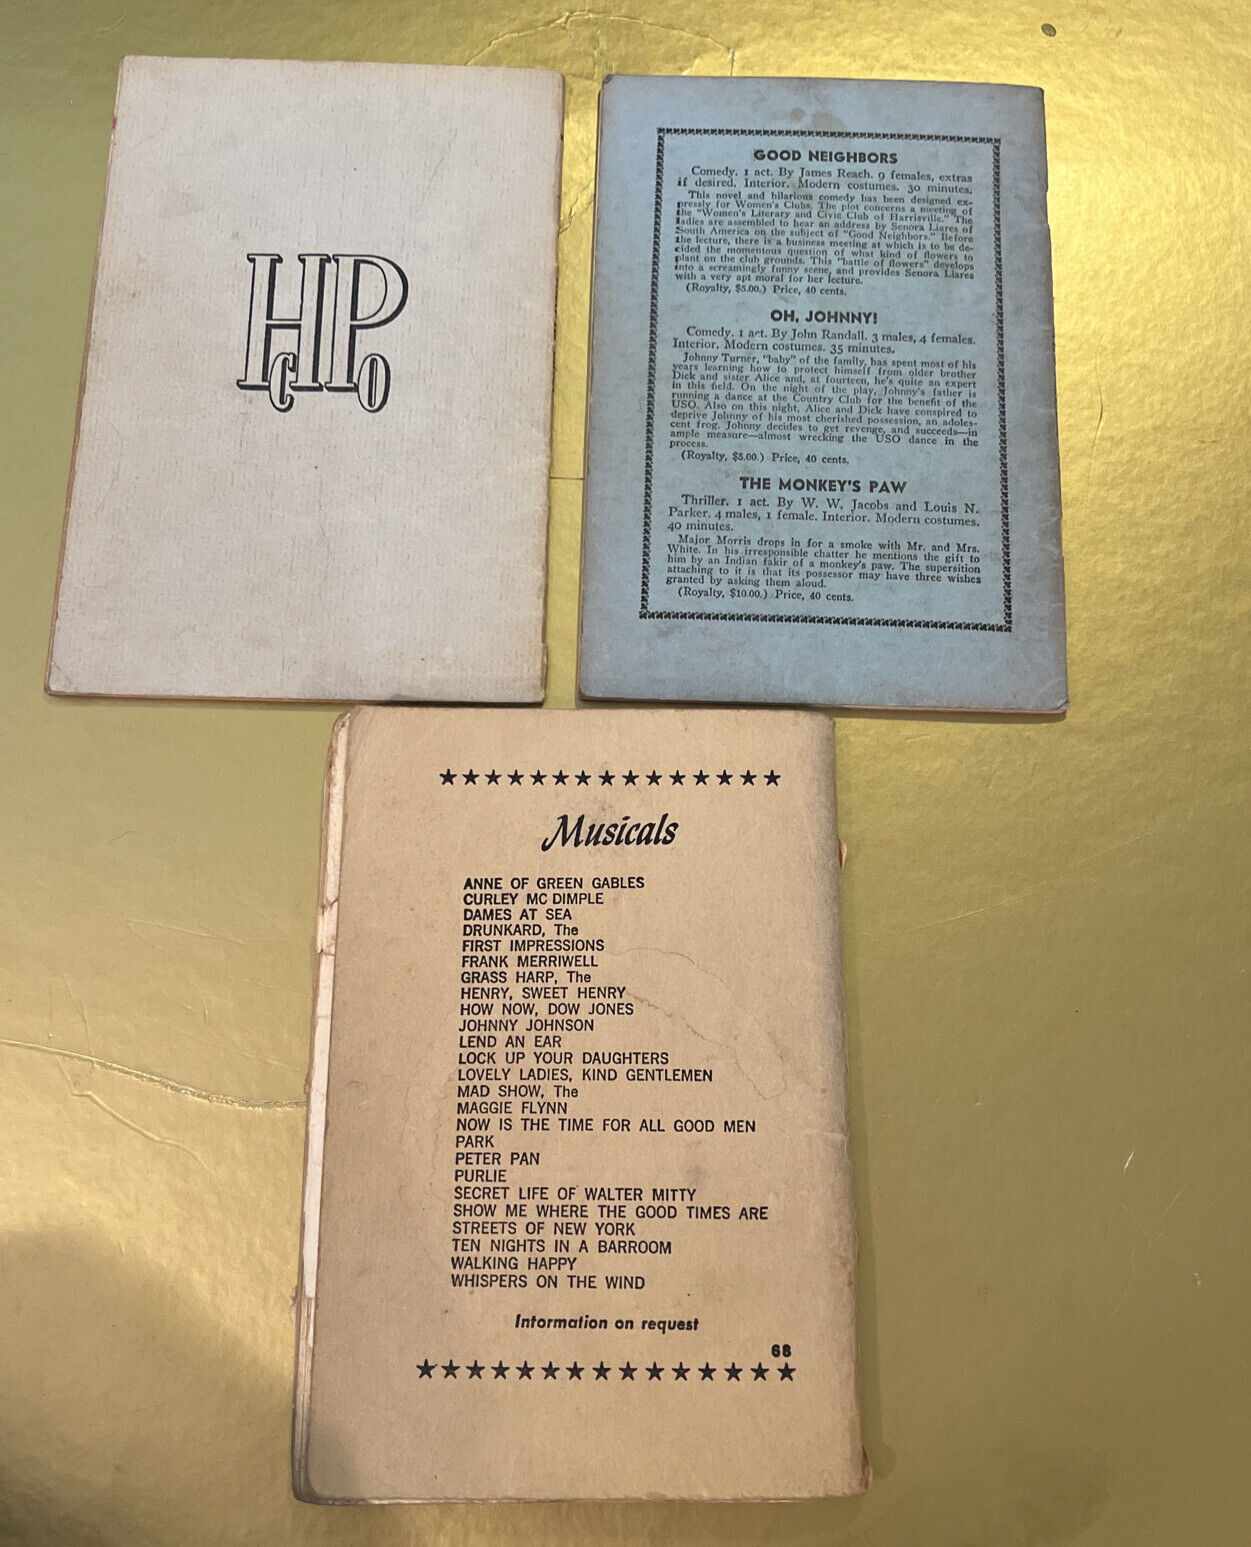 HPCo
GOOD NEIGHBORS
Comedy. 1 act. By James Reach. 9 females, extras
if desired. Interior. Modern costumes. 30 minutes.
This novel and hilarious comedy has been designed ex-
pressly for Women's Clubs. The plot concerns a meeting of
the "Women's Literary and Civic Club of Harrisville." The
ladies are assembled to hear an address by Senora Liares of
South America on the subject of "Good Neighbors." Before
the lecture, there is a business meeting at which is to be de-
cided the momentous question of what kind of flowers to
plant on the club grounds. This "battle of flowers" develops
into a screamingly funny scene, and provides Senora Liares
with a very apt moral for her lecture.
(Royalty, $5.00.) Price, 40 cents.
OH, JOHNNY!
Comedy. 1 act. By John Randall. 3 males, 4 females.
Interior. Modern costumes. 35 minutes.
Johnny Turner, "baby" of the family, has spent most of his
years learning how to protect himself from older brother
Dick and sister Alice and, at fourteen, he's quite an expert
in this field. On the night of the play, Johnny's father is
running a dance at the Country Club for the benefit of the
USO. Also on this night, Alice and Dick have conspired to
deprive Johnny of his most cherished possession, an adoles-
cent frog. Johnny decides to get revenge, and succeeds—in
ample measure—almost wrecking the USO dance in the
process.
(Royalty, $5.00.) Price, 40 cents.
THE MONKEY'S PAW
Thriller. 1 act. By W. W. Jacobs and Louis N.
Parker. 4 males, 1 female. Interior. Modern costumes.
40 minutes.
Major Morris drops in for a smoke with Mr. and Mrs.
White. In his irresponsible chatter he mentions the gift to
him by an Indian fakir of a monkey's paw. The supersition
attaching to it is that its possessor may have three wishes
granted by asking them aloud.
(Royalty, $10.00.) Price, 40 cents.
Musicals
ANNE OF GREEN GABLES
CURLEY MC DIMPLE
DAMES AT SEA
DRUNKARD, The
FIRST IMPRESSIONS
FRANK MERRIWELL
GRASS HARP, The
HENRY, SWEET HENRY
HOW NOW, DOW JONES
JOHNNY JOHNSON
LEND AN EAR
LOCK UP YOUR DAUGHTERS
LOVELY LADIES, KIND GENTLEMEN
MAD SHOW, The
MAGGIE FLYNN
NOW IS THE TIME FOR ALL GOOD MEN
PARK
PETER PAN
PURLIE
SECRET LIFE OF WALTER MITTY
SHOW ME WHERE THE GOOD TIMES ARE
STREETS OF NEW YORK
TEN NIGHTS IN A BARROOM
WALKING HAPPY
WHISPERS ON THE WIND
Information on request
68